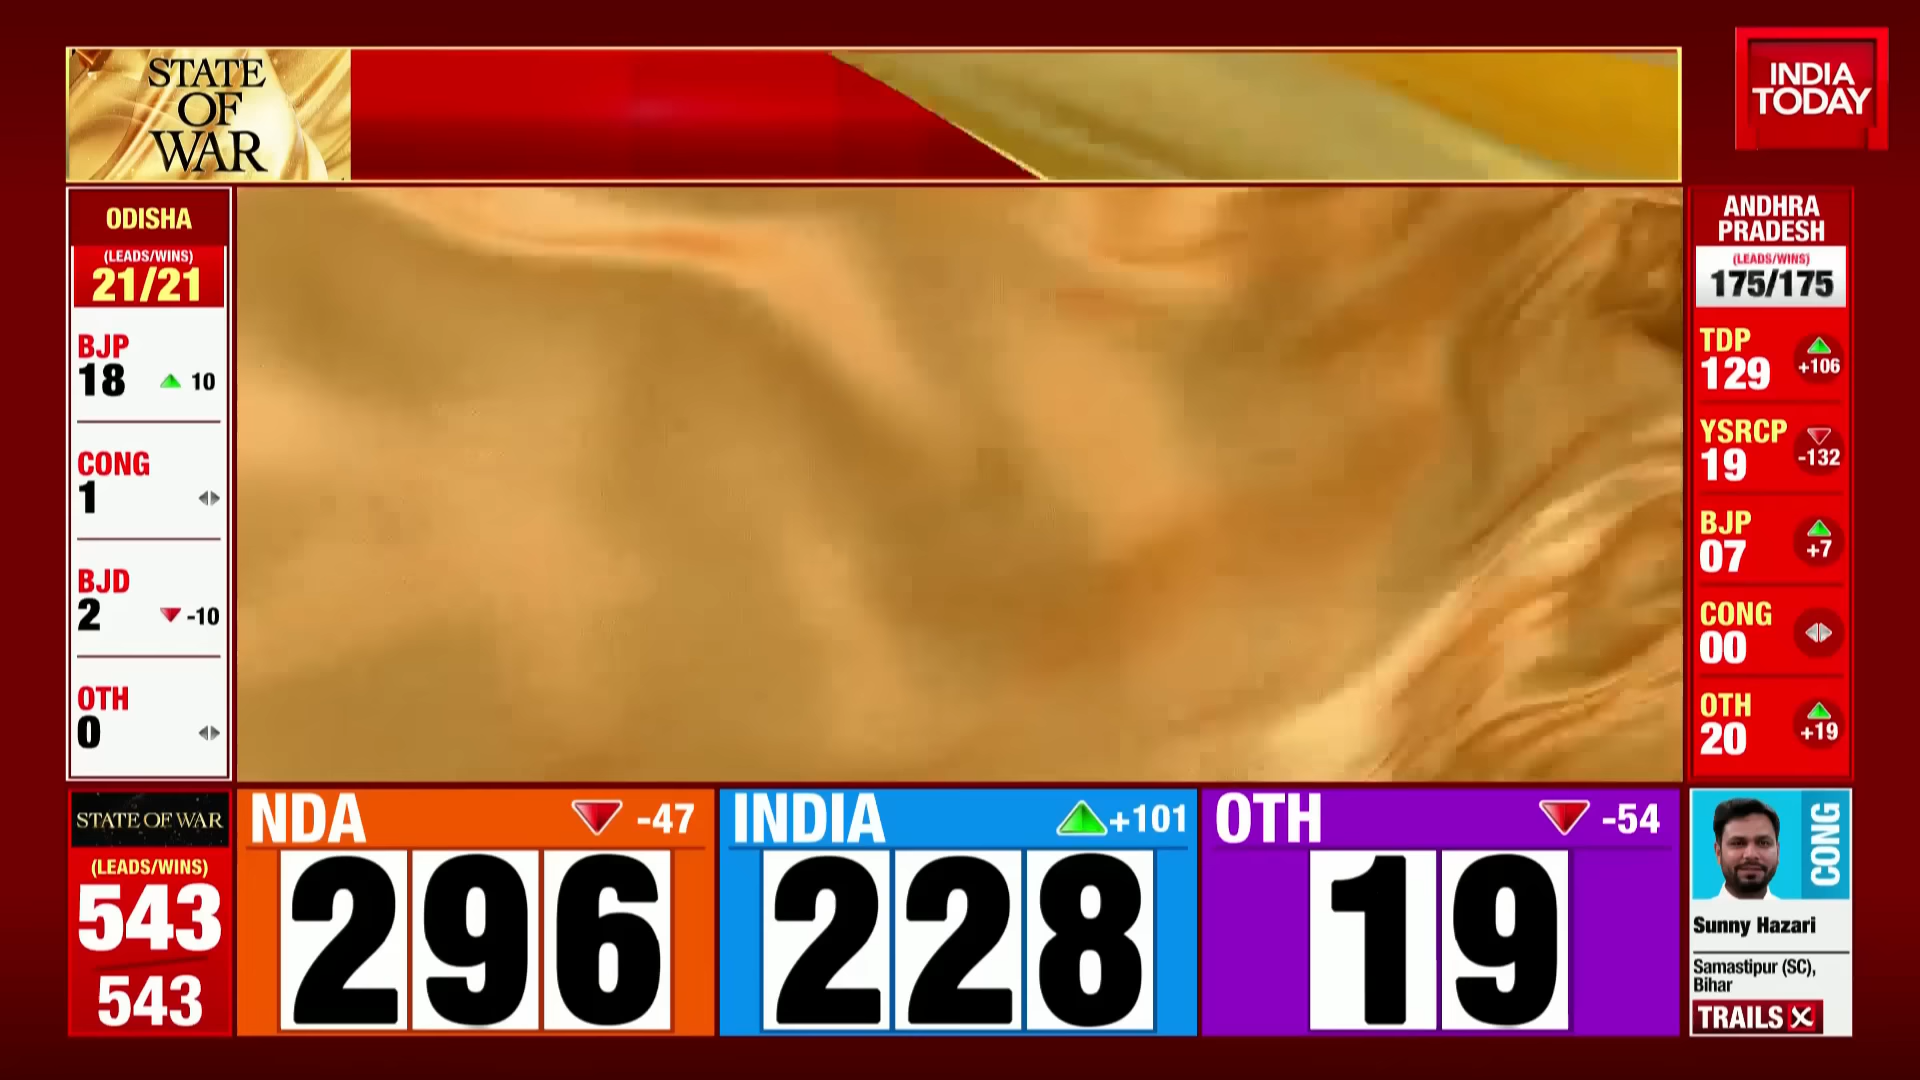 STATE
OF
WAR
INDIA
TODAY
ODISHA
(LEADS/WINS)
21/21
BJP
18 10
CONG
1
BJD
2 -10
OTH
0
ANDHRA
PRADESH
(LEADS/WINS)
175/175
TDP
129 +106
YSRCP
19 -132
BJP
07 +7
CONG
00
OTH
20 +19
STATE OF WAR
(LEADS/WINS)
543
543
NDA -47
296
INDIA +101
228
OTH -54
19
CONG
Sunny Hazari
Samastipur (SC),
Bihar
TRAILS X